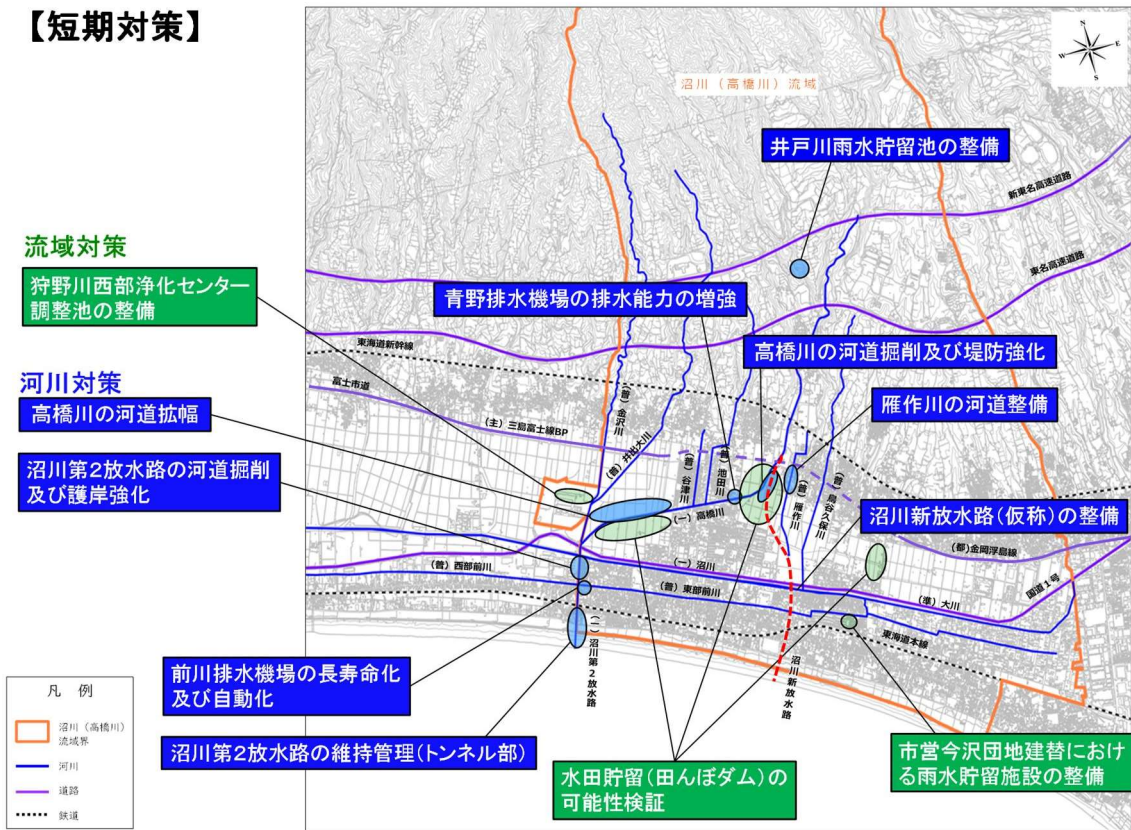 【短期対策】
N
W
E
S
沼川（高橋川）流域
井戸川雨水貯留池の整備
新東名高速道路
東名高速道路
流域対策
狩野川西部浄化センター
調整池の整備
青野排水機場の排水能力の増強
高橋川の河道掘削及び堤防強化
東海道新幹線
富士市道
河川対策
高橋川の河道拡幅
雁作川の河道整備
(主)三島富士線BP
(普)金沢川
(普)井出大川
(普)谷津川
(普)池田川
(普)雁作川
(普)鳥谷久保川
沼川第2放水路の河道掘削
及び護岸強化
(一)高橋川
沼川新放水路(仮称)の整備
(都)金岡浮島線
(一)沼川
(普)西部前川
(普)東部前川
(準)大川
国道1号
東海道本線
(一)沼川第2放水路
沼川新放水路
前川排水機場の長寿命化
及び自動化
沼川第2放水路の維持管理(トンネル部)
水田貯留(田んぼダム)の
可能性検証
市営今沢団地建替におけ
る雨水貯留施設の整備
凡例
沼川（高橋川）
流域界
河川
道路
鉄道